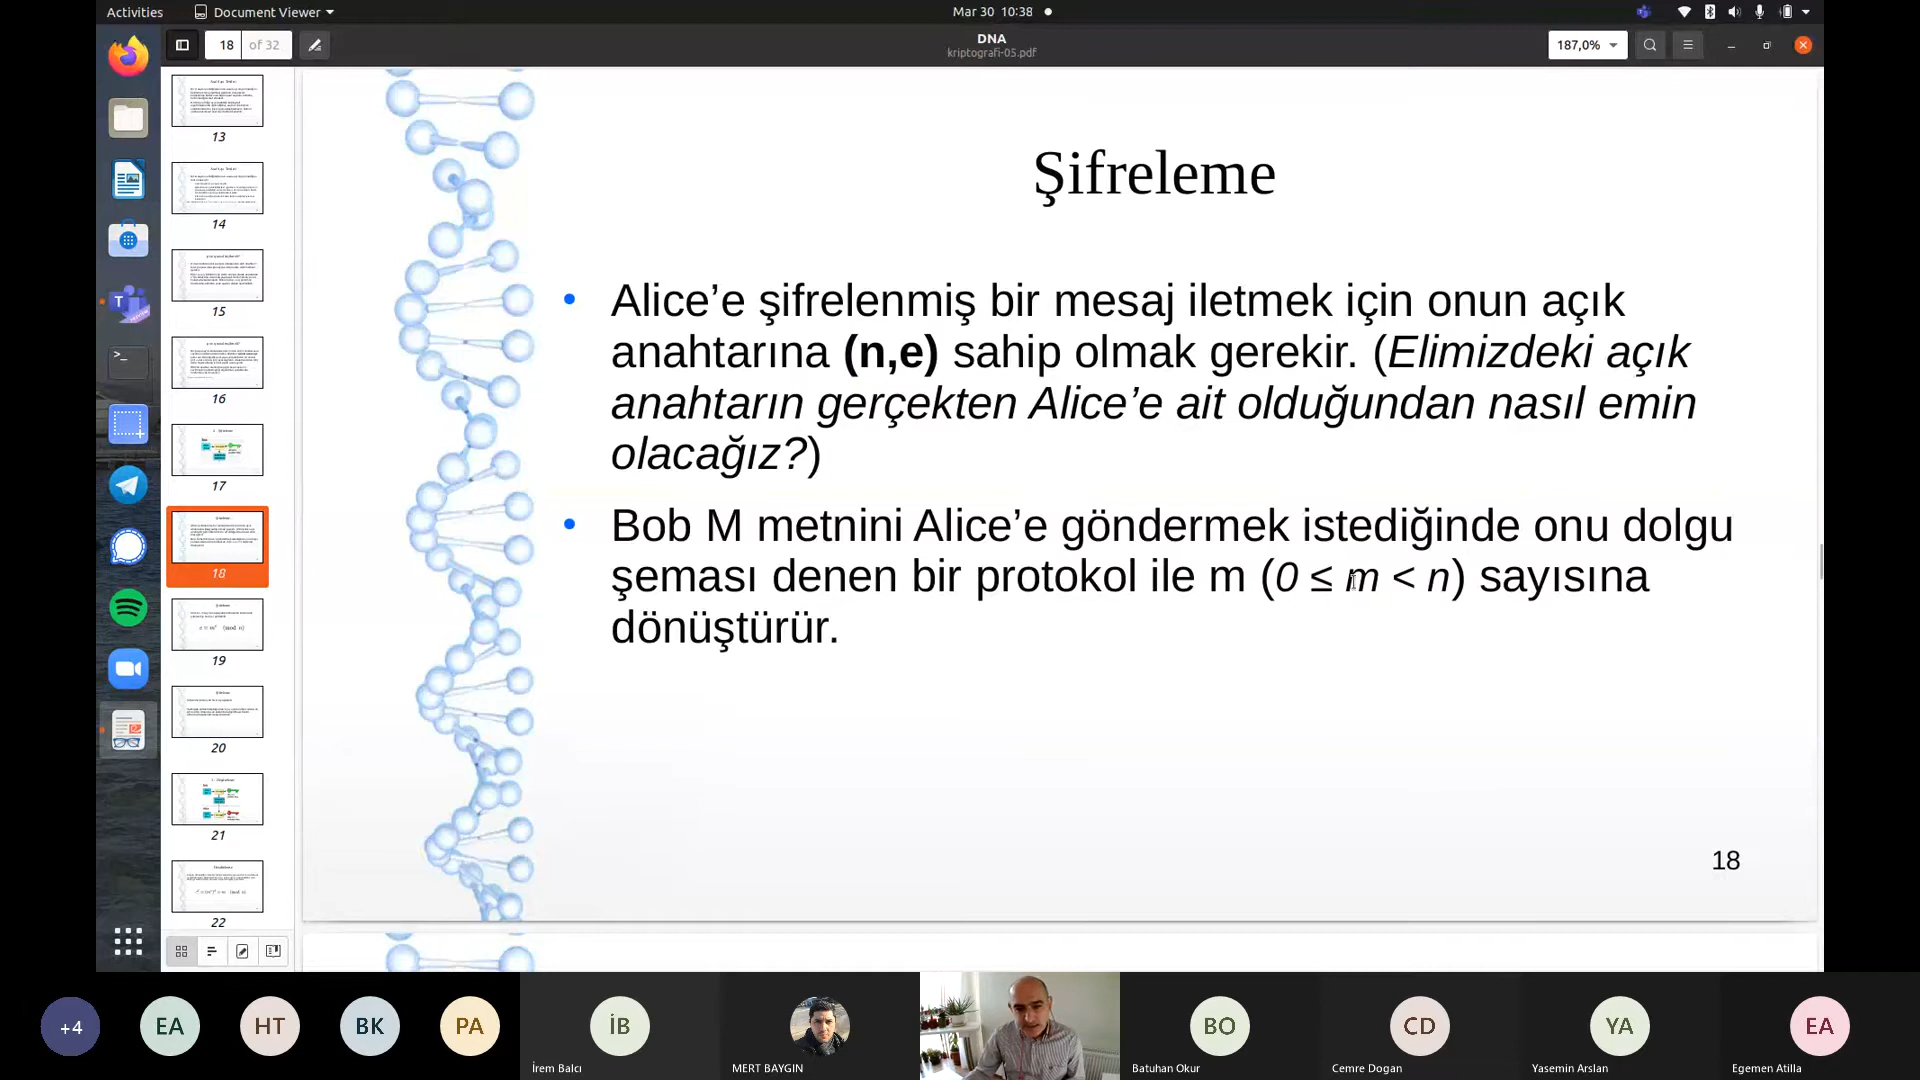 Activities
Document Viewer
Mar 30 10:38
18
of 32
DNA
kriptografi-05.pdf
187,0%
13
14
15
16
17
18
19
20
21
22
Şifreleme
Alice’e şifrelenmiş bir mesaj iletmek için onun açık
anahtarına (n,e) sahip olmak gerekir. (Elimizdeki açık
anahtarın gerçekten Alice’e ait olduğundan nasıl emin
olacağız?)
Bob M metnini Alice’e göndermek istediğinde onu dolgu
şeması denen bir protokol ile m (0 ≤ m < n) sayısına
dönüştürür.
18
+4
EA
HT
BK
PA
İB
İrem Balcı
MERT BAYGIN
BO
Batuhan Okur
CD
Cemre Dogan
YA
Yasemin Arslan
EA
Egemen Atilla